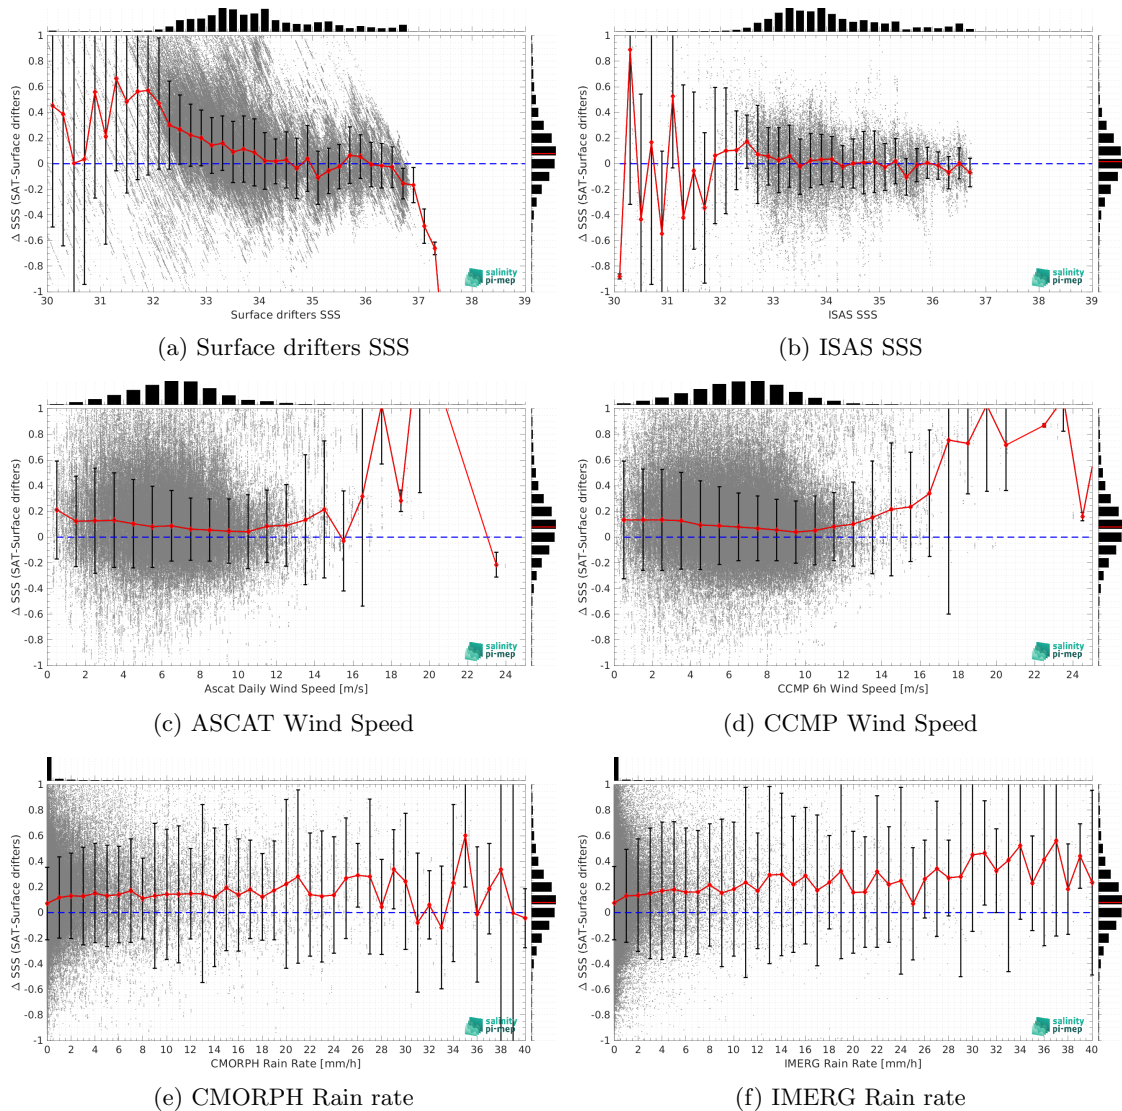 1
0.8
0.6
0.4
0.2
0
-0.2
-0.4
-0.6
-0.8
-1
Δ SSS (SAT-Surface drifters)
30 31 32 33 34 35 36 37 38 39
Surface drifters SSS
salinity
pi-mep
(a) Surface drifters SSS
1
0.8
0.6
0.4
0.2
0
-0.2
-0.4
-0.6
-0.8
-1
Δ SSS (SAT-Surface drifters)
30 31 32 33 34 35 36 37 38 39
ISAS SSS
salinity
pi-mep
(b) ISAS SSS
1
0.8
0.6
0.4
0.2
0
-0.2
-0.4
-0.6
-0.8
-1
Δ SSS (SAT-Surface drifters)
0 2 4 6 8 10 12 14 16 18 20 22 24
Ascat Daily Wind Speed [m/s]
salinity
pi-mep
(c) ASCAT Wind Speed
1
0.8
0.6
0.4
0.2
0
-0.2
-0.4
-0.6
-0.8
-1
Δ SSS (SAT-Surface drifters)
0 2 4 6 8 10 12 14 16 18 20 22 24
CCMP 6h Wind Speed [m/s]
salinity
pi-mep
(d) CCMP Wind Speed
1
0.8
0.6
0.4
0.2
0
-0.2
-0.4
-0.6
-0.8
-1
Δ SSS (SAT-Surface drifters)
0 2 4 6 8 10 12 14 16 18 20 22 24 26 28 30 32 34 36 38 40
CMORPH Rain Rate [mm/h]
salinity
pi-mep
(e) CMORPH Rain rate
1
0.8
0.6
0.4
0.2
0
-0.2
-0.4
-0.6
-0.8
-1
Δ SSS (SAT-Surface drifters)
0 2 4 6 8 10 12 14 16 18 20 22 24 26 28 30 32 34 36 38 40
IMERG Rain Rate [mm/h]
salinity
pi-mep
(f) IMERG Rain rate